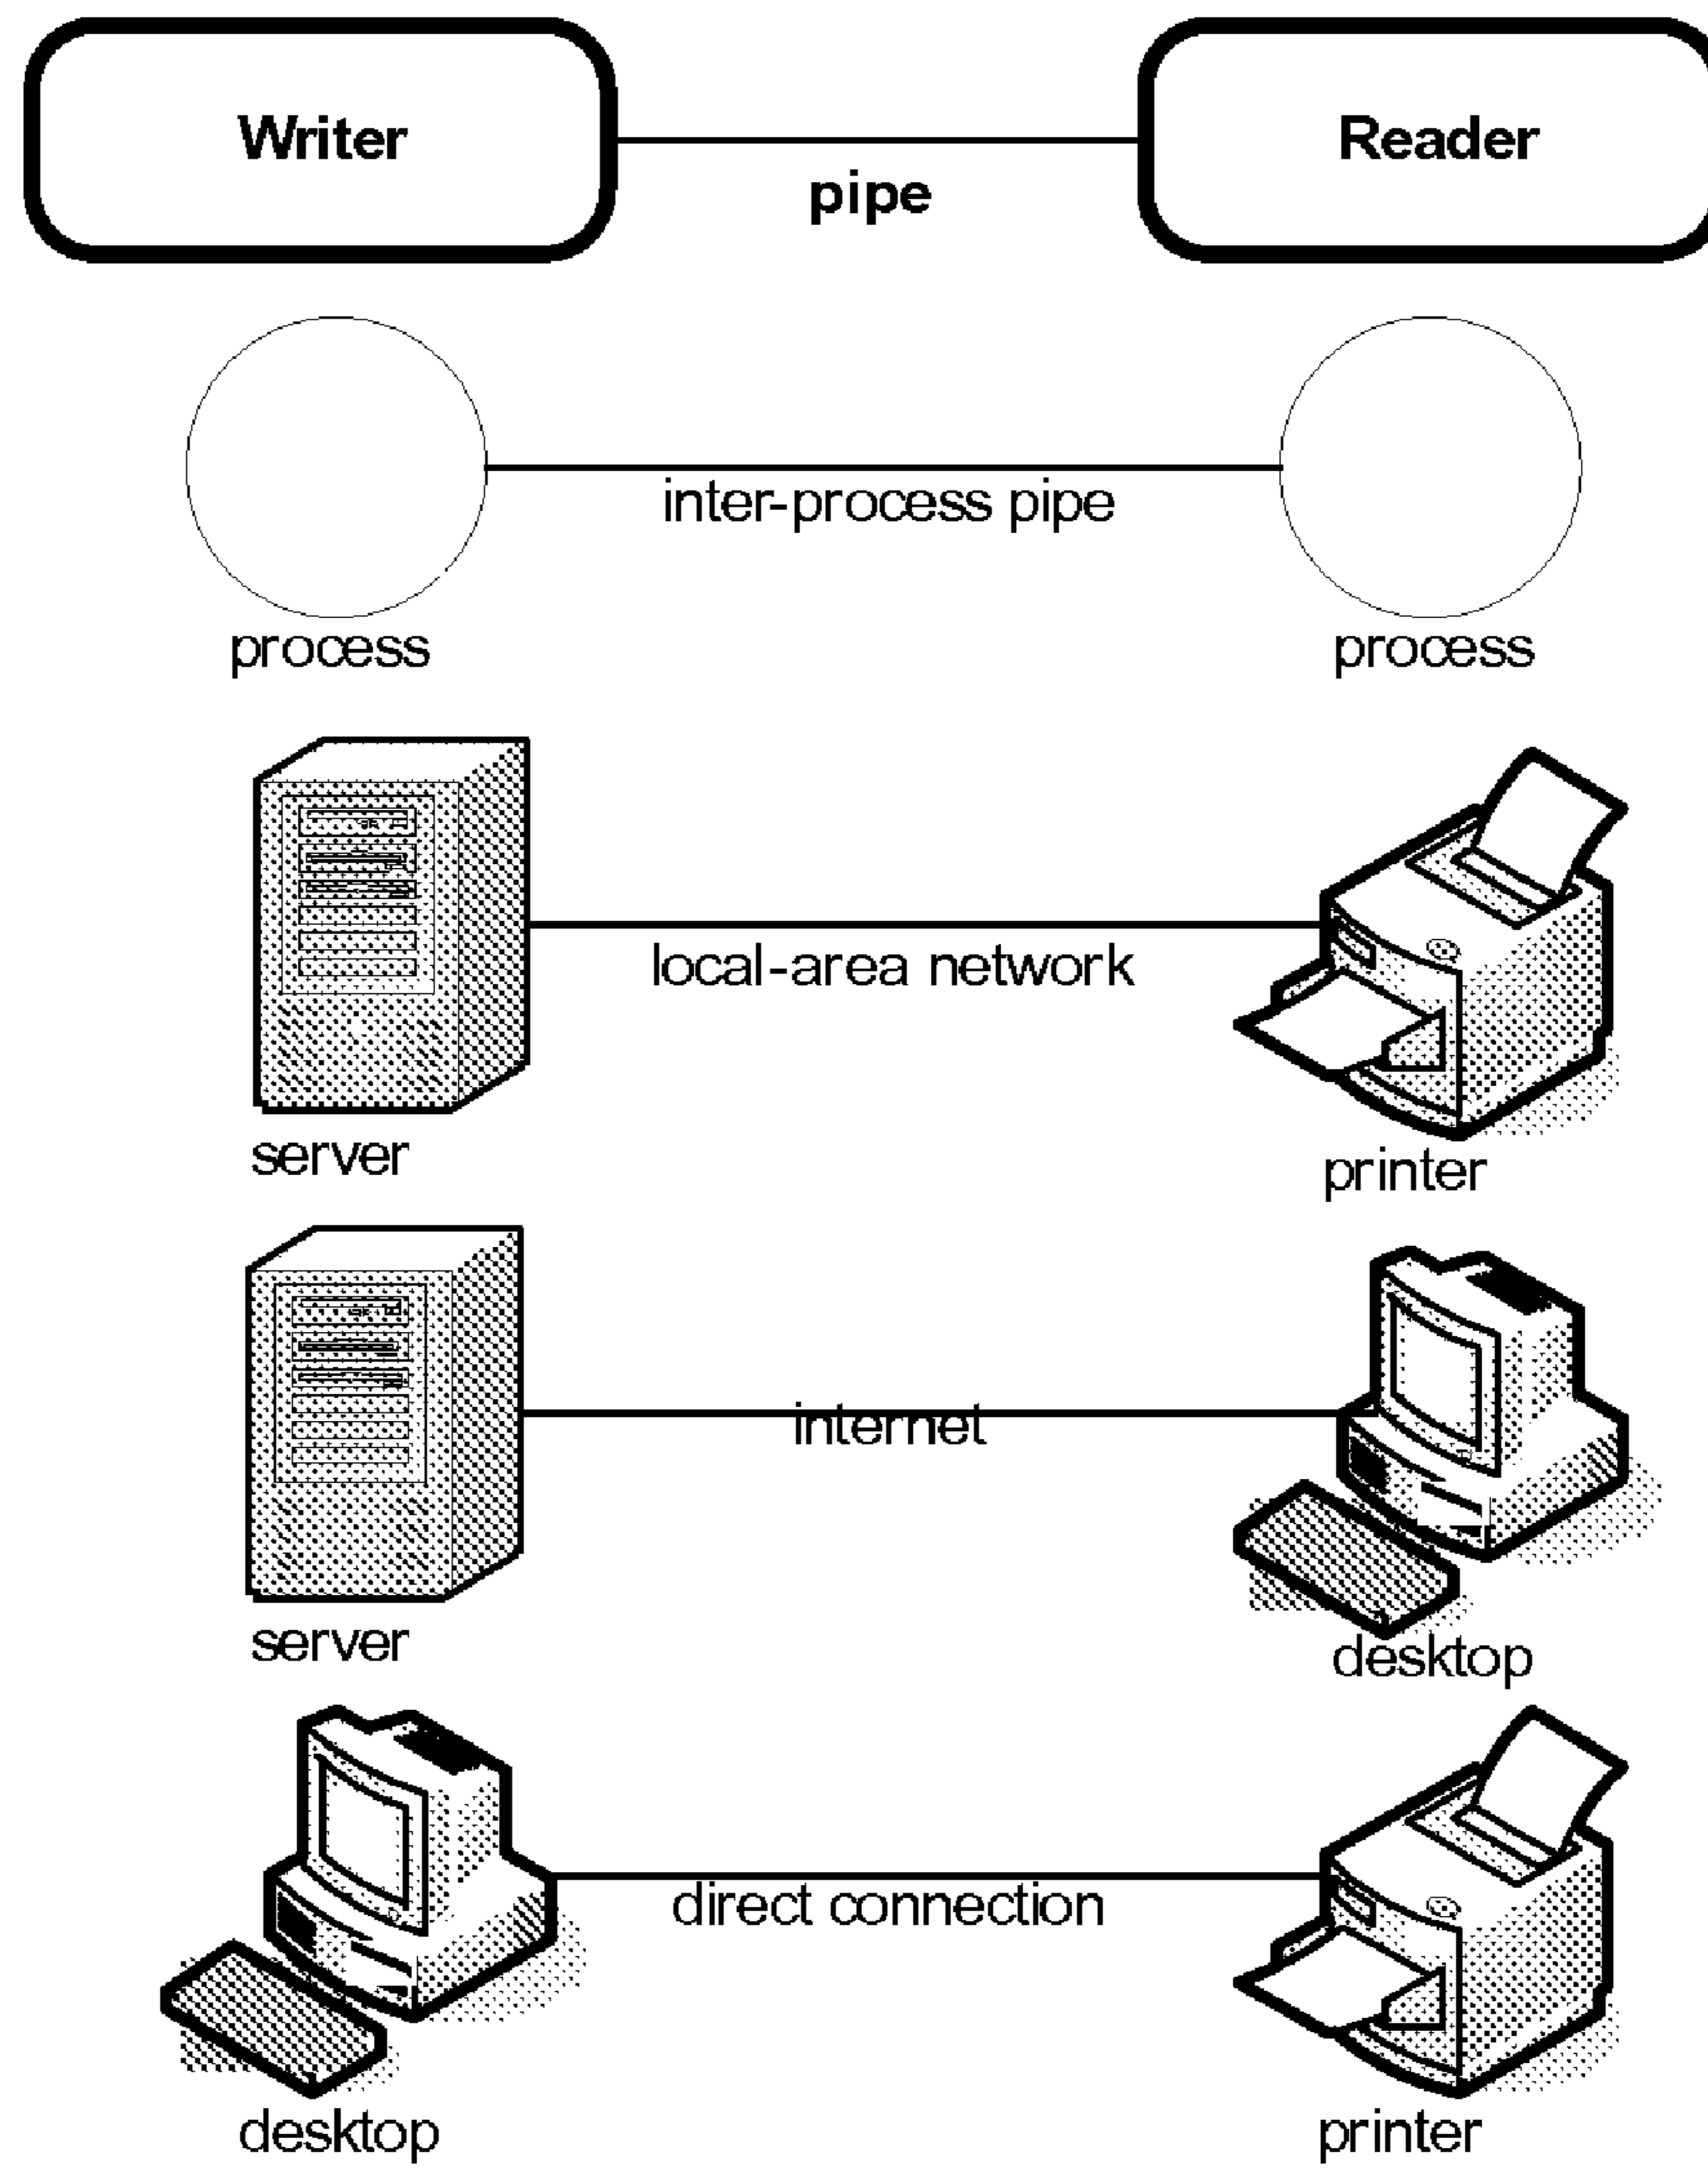 Writer
Reader
pipe
inter-process pipe
process
process
local-area network
server
printer
internet
server
desktop
direct connection
desktop
printer